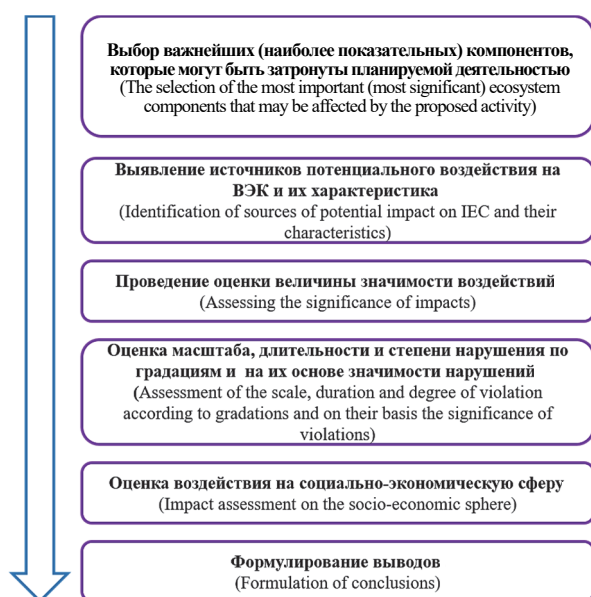 Выбор важнейших (наиболее показательных) компонентов,
которые могут быть затронуты планируемой деятельностью
(The selection of the most important (most significant) ecosystem
components that may be affected by the proposed activity)
Выявление источников потенциального воздействия на
ВЭК и их характеристика
(Identification of sources of potential impact on IEC and their
characteristics)
Проведение оценки величины значимости воздействий
(Assessing the significance of impacts)
Оценка масштаба, длительности и степени нарушения по
градациям и на их основе значимости нарушений
(Assessment of the scale, duration and degree of violation
according to gradations and on their basis the significance of
violations)
Оценка воздействия на социально-экономическую сферу
(Impact assessment on the socio-economic sphere)
Формулирование выводов
(Formulation of conclusions)